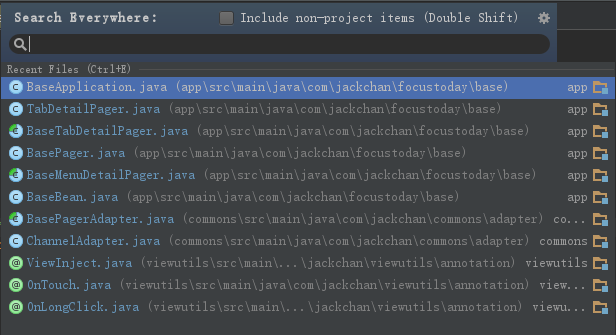 Search Everywhere: Include non-project items (Double Shift)
Recent Files (Ctrl+E)
BaseApplication.java (app\src\main\java\com\jackchan\focustoday\base) app
TabDetailPager.java (app\src\main\java\com\jackchan\focustoday\base) app
BaseTabDetailPager.java (app\src\main\java\com\jackchan\focustoday\base) app
BasePager.java (app\src\main\java\com\jackchan\focustoday\base) app
BaseMenuDetailPager.java (app\src\main\java\com\jackchan\focustoday\base) app
BaseBean.java (app\src\main\java\com\jackchan\focustoday\base) app
BasePagerAdapter.java (commons\src\main\java\com\jackchan\commons\adapter) co...
ChannelAdapter.java (commons\src\main\java\com\jackchan\commons\adapter) commons
ViewInject.java (viewutils\src\main\...\jackchan\viewutils\annotation) viewutils
OnTouch.java (viewutils\src\main\...\jackchan\viewutils\annotation) view...
OnLongClick.java (viewutils\src\main\...\jackchan\viewutils\annotation) viewu...